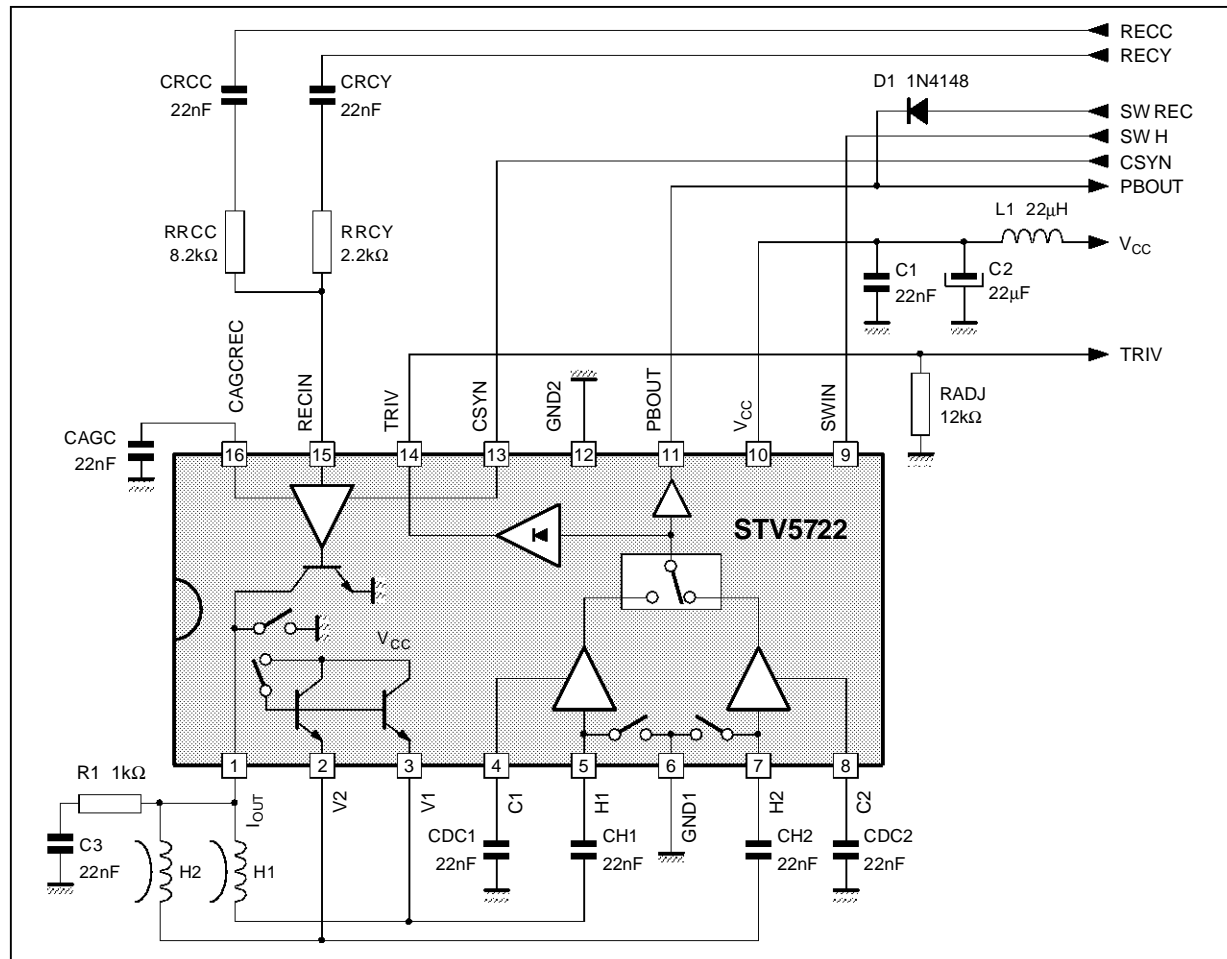 RECC
RECY
CRCC
22nF
CRCY
22nF
D1 1N4148
SW REC
SW H
CSYN
PBOUT
RRCC
8.2kΩ
RRCY
2.2kΩ
L1 22μH
VCC
C1
22nF
C2
22μF
TRIV
RADJ
12kΩ
CAGCREC
RECIN
TRIV
CSYN
GND2
PBOUT
VCC
SWIN
CAGC
22nF
16
15
14
13
12
11
10
9
STV5722
VCC
1
2
3
4
5
6
7
8
R1 1kΩ
IOUT
V2
V1
C1
H1
GND1
H2
C2
C3
22nF
H2
H1
CDC1
22nF
CH1
22nF
CH2
22nF
CDC2
22nF